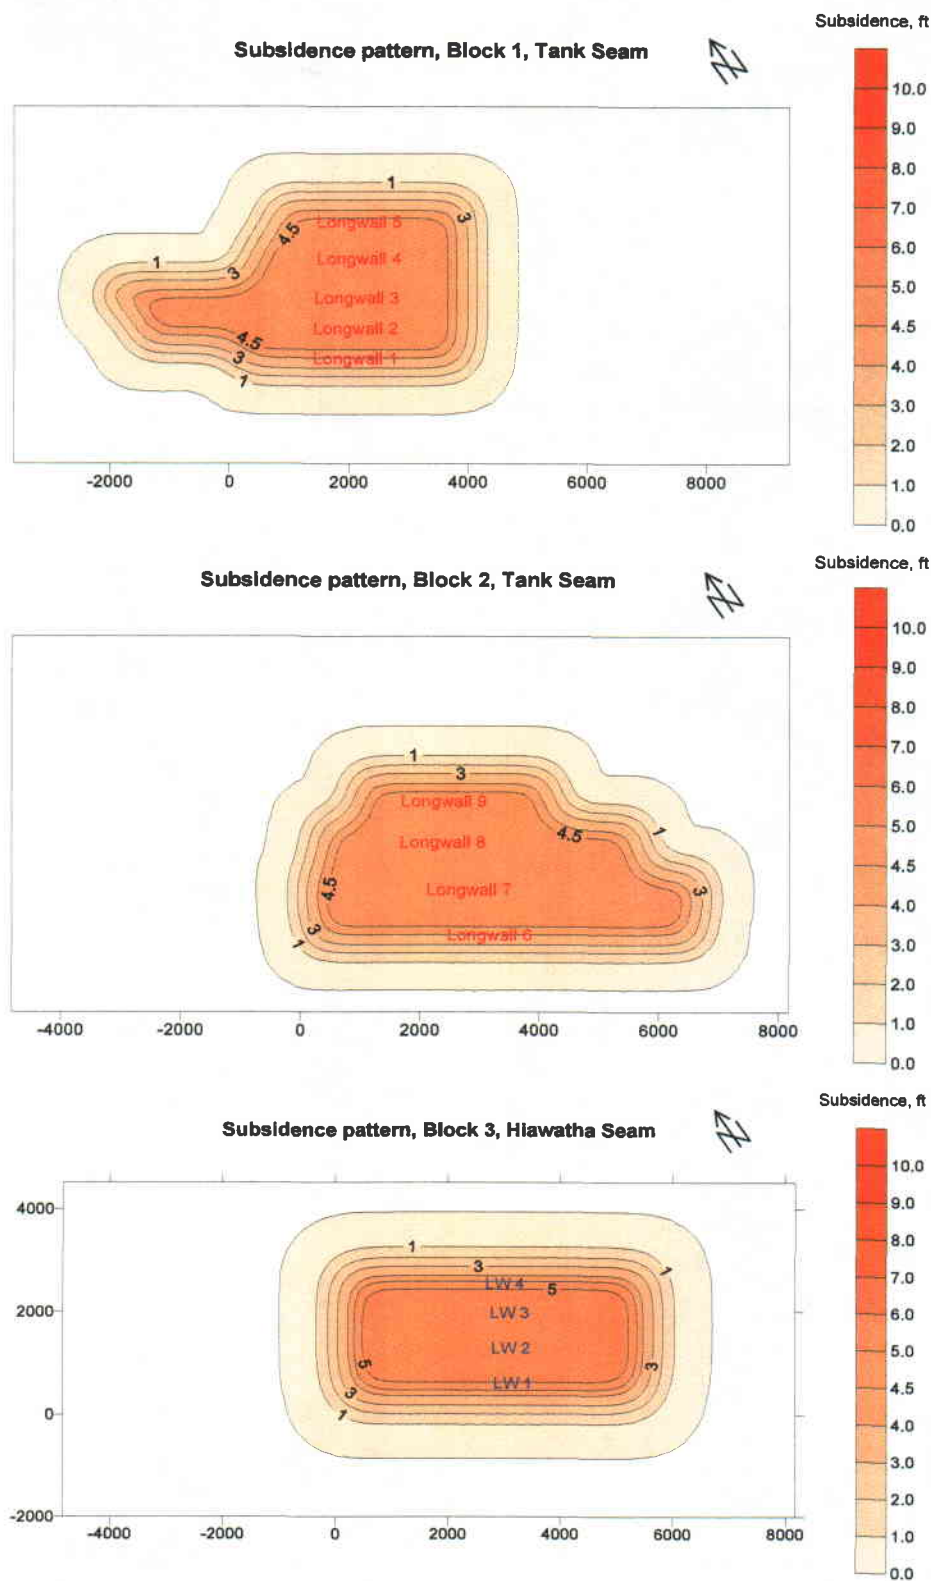 Subsidence, ft
Subsidence pattern, Block 1, Tank Seam
N
10.0
9.0
8.0
7.0
6.0
4.5
4.0
3.0
2.0
1.0
0.0
1
Longwall 5
3
4.5
Longwall 4
1
3
Longwall 3
Longwall 2
4.5
3
Longwall 1
1
-2000 0 2000 4000 6000 8000
Subsidence, ft
Subsidence pattern, Block 2, Tank Seam
N
10.0
9.0
8.0
7.0
6.0
5.0
4.5
4.0
3.0
2.0
1.0
0.0
1
3
Longwall 9
4.5
1
Longwall 8
4.5
Longwall 7
3
3
Longwall 6
1
-4000 -2000 0 2000 4000 6000 8000
Subsidence, ft
Subsidence pattern, Block 3, Hiawatha Seam
N
10.0
9.0
8.0
7.0
6.0
5.0
4.5
4.0
3.0
2.0
1.0
0.0
4000
2000
0
-2000
1
3
1
LW 4
5
LW 3
LW 2
5
3
LW 1
3
1
-4000 -2000 0 2000 4000 6000 8000